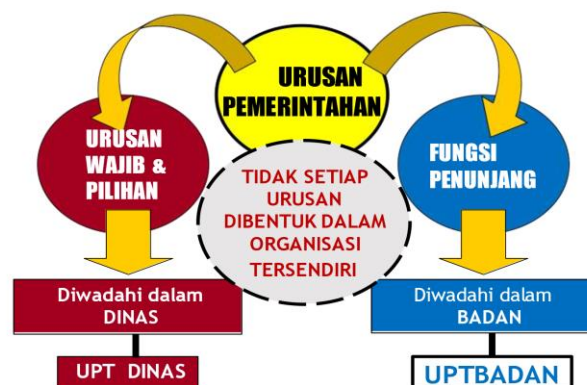 URUSAN
PEMERINTAHAN
URUSAN
WAJIB &
PILIHAN
FUNGSI
PENUNJANG
TIDAK SETIAP
URUSAN
DIBENTUK DALAM
ORGANISASI
TERSENDIRI
Diwadahi dalam
DINAS
Diwadahi dalam
BADAN
UPT DINAS
UPTBADAN